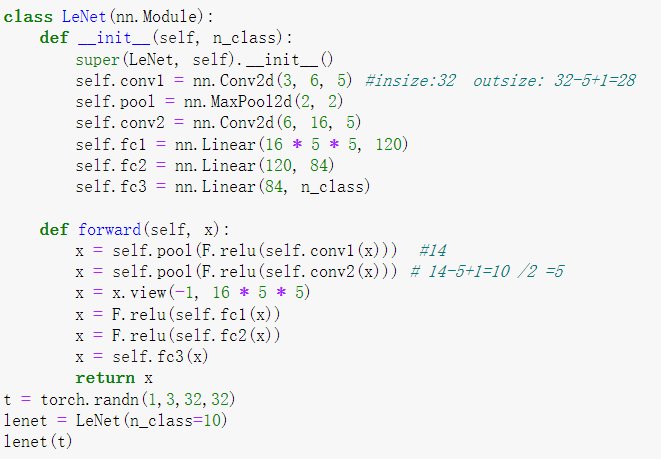 class LeNet(nn.Module):
    def __init__(self, n_class):
        super(LeNet, self).__init__()
        self.conv1 = nn.Conv2d(3, 6, 5) #insize:32  outsize: 32-5+1=28
        self.pool = nn.MaxPool2d(2, 2)
        self.conv2 = nn.Conv2d(6, 16, 5)
        self.fc1 = nn.Linear(16 * 5 * 5, 120)
        self.fc2 = nn.Linear(120, 84)
        self.fc3 = nn.Linear(84, n_class)

    def forward(self, x):
        x = self.pool(F.relu(self.conv1(x)))  #14
        x = self.pool(F.relu(self.conv2(x))) # 14-5+1=10 /2 =5
        x = x.view(-1, 16 * 5 * 5)
        x = F.relu(self.fc1(x))
        x = F.relu(self.fc2(x))
        x = self.fc3(x)
        return x
t = torch.randn(1,3,32,32)
lenet = LeNet(n_class=10)
lenet(t)